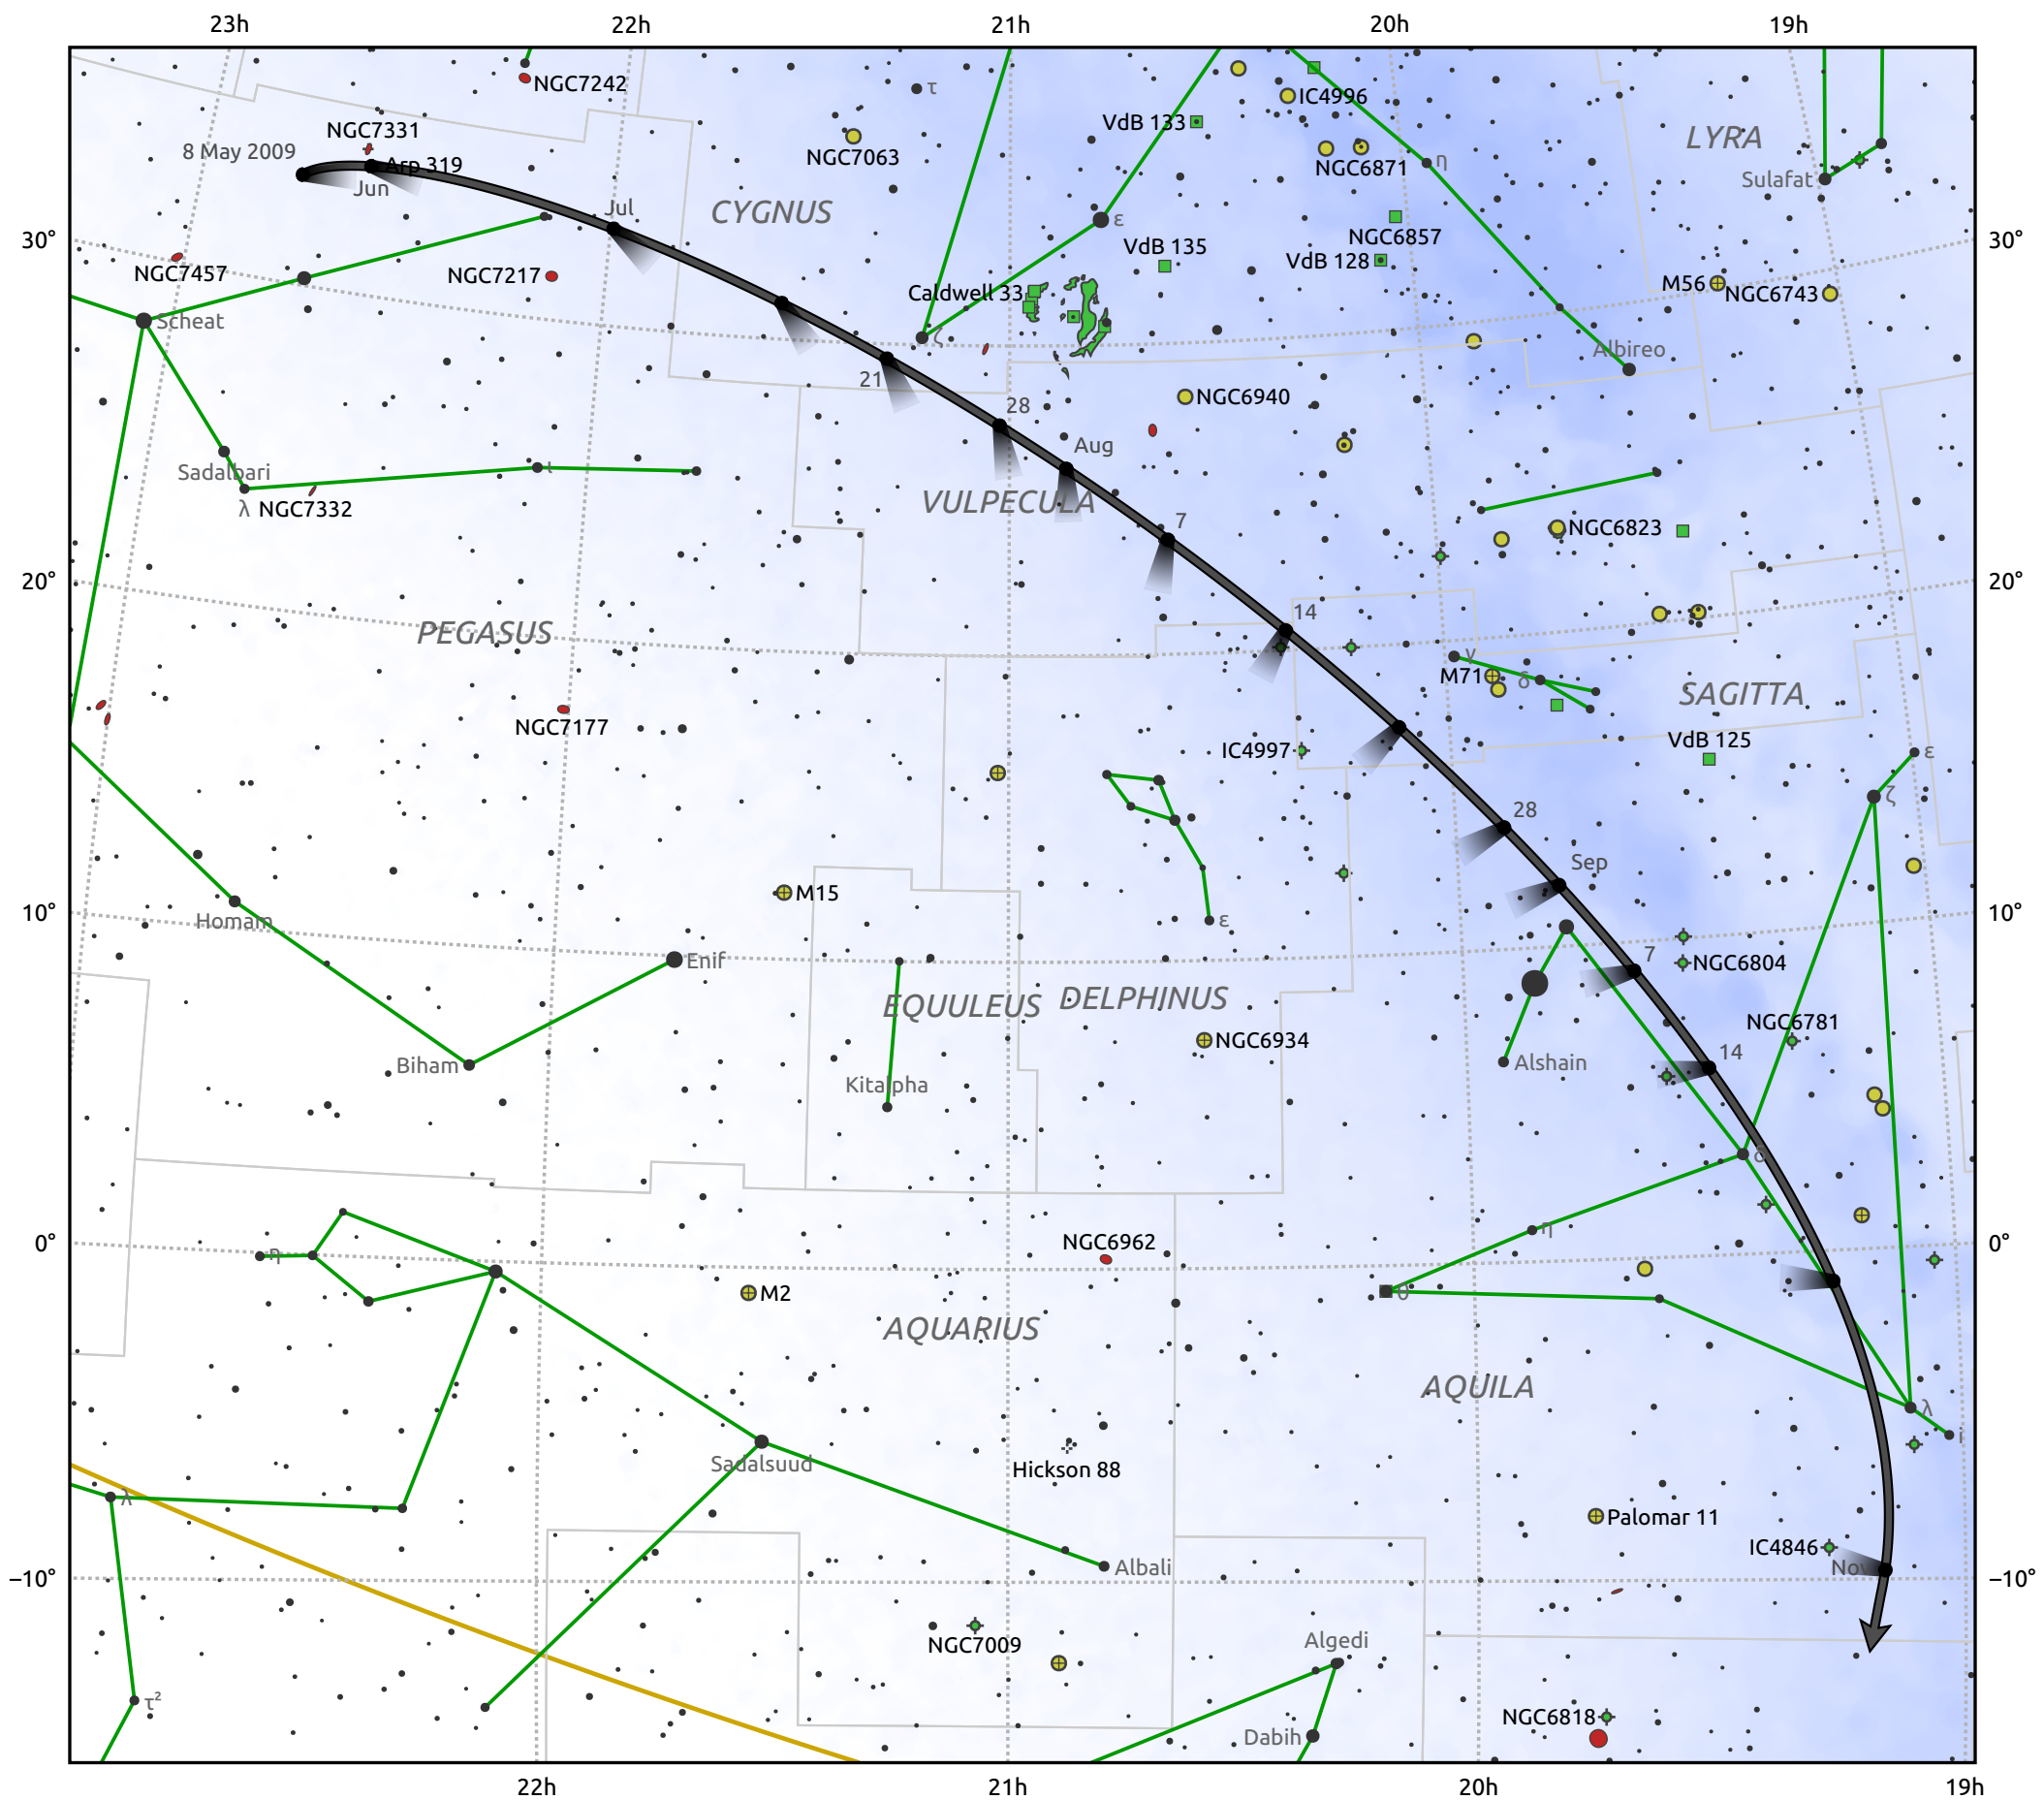 23h
22h
21h
20h
19h
NGC7242
τ
IC4996
VdB 133
LYRA
NGC7331
8 May 2009
Arp 319
NGC7063
NGC6871
η
Sulafat
Jun
Jul
CYGNUS
ε
NGC6857
30°
30°
VdB 135
VdB 128
NGC7457
NGC7217
M56
NGC6743
Caldwell 33
Scheat
ζ
Albireo
21
28
NGC6940
Aug
Sadalbari
ι
λ
NGC7332
VULPECULA
7
NGC6823
20°
20°
14
PEGASUS
γ
M71
δ
SAGITTA
NGC7177
VdB 125
IC4997
ε
ζ
28
Sep
M15
10°
10°
Homam
ε
Enif
7
NGC6804
EQUULEUS
DELPHINUS
NGC6781
NGC6934
14
Biham
Alshain
Kitalpha
δ
η
0°
0°
η
NGC6962
M2
θ
AQUARIUS
AQUILA
λ
i
Sadalsuud
Hickson 88
λ
Palomar 11
IC4846
Nov
Albali
−10°
−10°
NGC7009
Algedi
τ²
NGC6818
Dabih
22h
21h
20h
19h